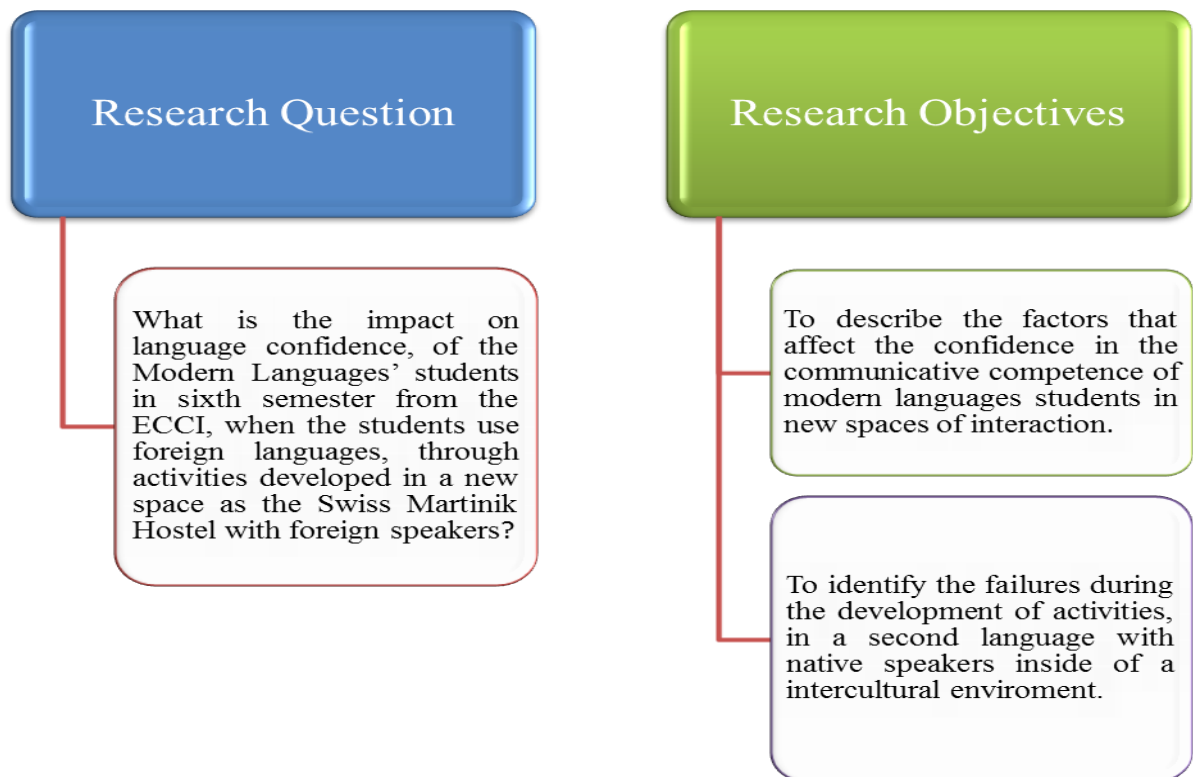 Research Question
What is the impact on
language confidence, of the
Modern Languages’ students
in sixth semester from the
ECCI, when the students use
foreign languages, through
activities developed in a new
space as the Swiss Martinik
Hostel with foreign speakers?
Research Objectives
To describe the factors that
affect the confidence in the
communicative competence of
modern languages students in
new spaces of interaction.
To identify the failures during
the development of activities,
in a second language with
native speakers inside of a
intercultural enviroment.